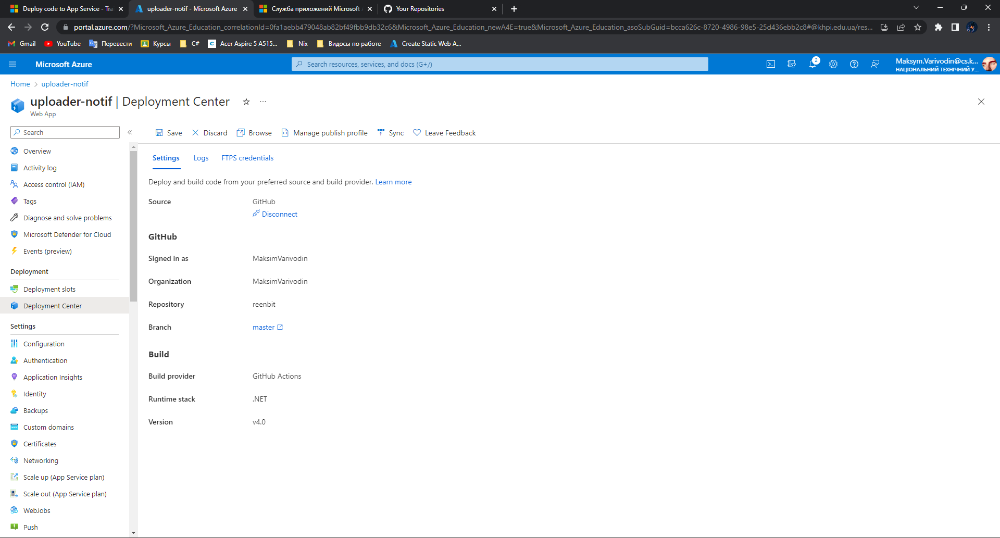 Deploy code to App Service - Tra
uploader-notif - Microsoft Azure
Служба приложений Microsoft A
Your Repositories
portal.azure.com/?Microsoft_Azure_Education_correlationId=0fa1aebb479048ab82bf49fbb9db32c6&Microsoft_Azure_Education_newA4E=true&Microsoft_Azure_Education_asoSubGuid=bcca626c-8720-4986-98e5-25d436ebb2c8#@khpi.edu.ua/res...
Gmail
YouTube
Перевести
Курсы
C#
Acer Aspire 5 A515...
Nix
Видосы по работе
Create Static Web A...
Microsoft Azure
Search resources, services, and docs (G+/)
2
Maksym.Varivodin@cs.k...
НАЦІОНАЛЬНИЙ ТЕХНІЧНИЙ У...
Home > uploader-notif
uploader-notif | Deployment Center
Web App
Search
Save
Discard
Browse
Manage publish profile
Sync
Leave Feedback
Overview
Activity log
Access control (IAM)
Tags
Diagnose and solve problems
Microsoft Defender for Cloud
Events (preview)
Deployment
Deployment slots
Deployment Center
Settings
Configuration
Authentication
Application Insights
Identity
Backups
Custom domains
Certificates
Networking
Scale up (App Service plan)
Scale out (App Service plan)
WebJobs
Push
Settings
Logs
FTPS credentials
Deploy and build code from your preferred source and build provider. Learn more
Source GitHub
Disconnect
GitHub
Signed in as MaksimVarivodin
Organization MaksimVarivodin
Repository reenbit
Branch master
Build
Build provider GitHub Actions
Runtime stack .NET
Version v4.0